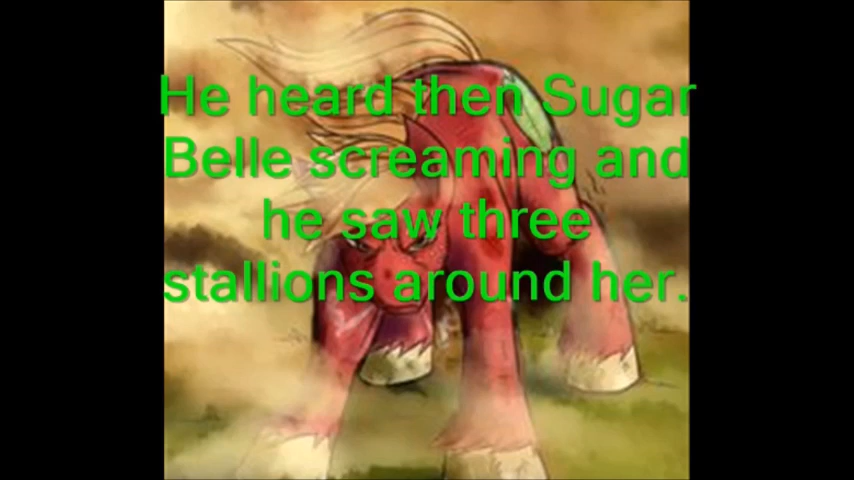 He heard then Sugar
Belle screaming and
he saw three
stallions around her.